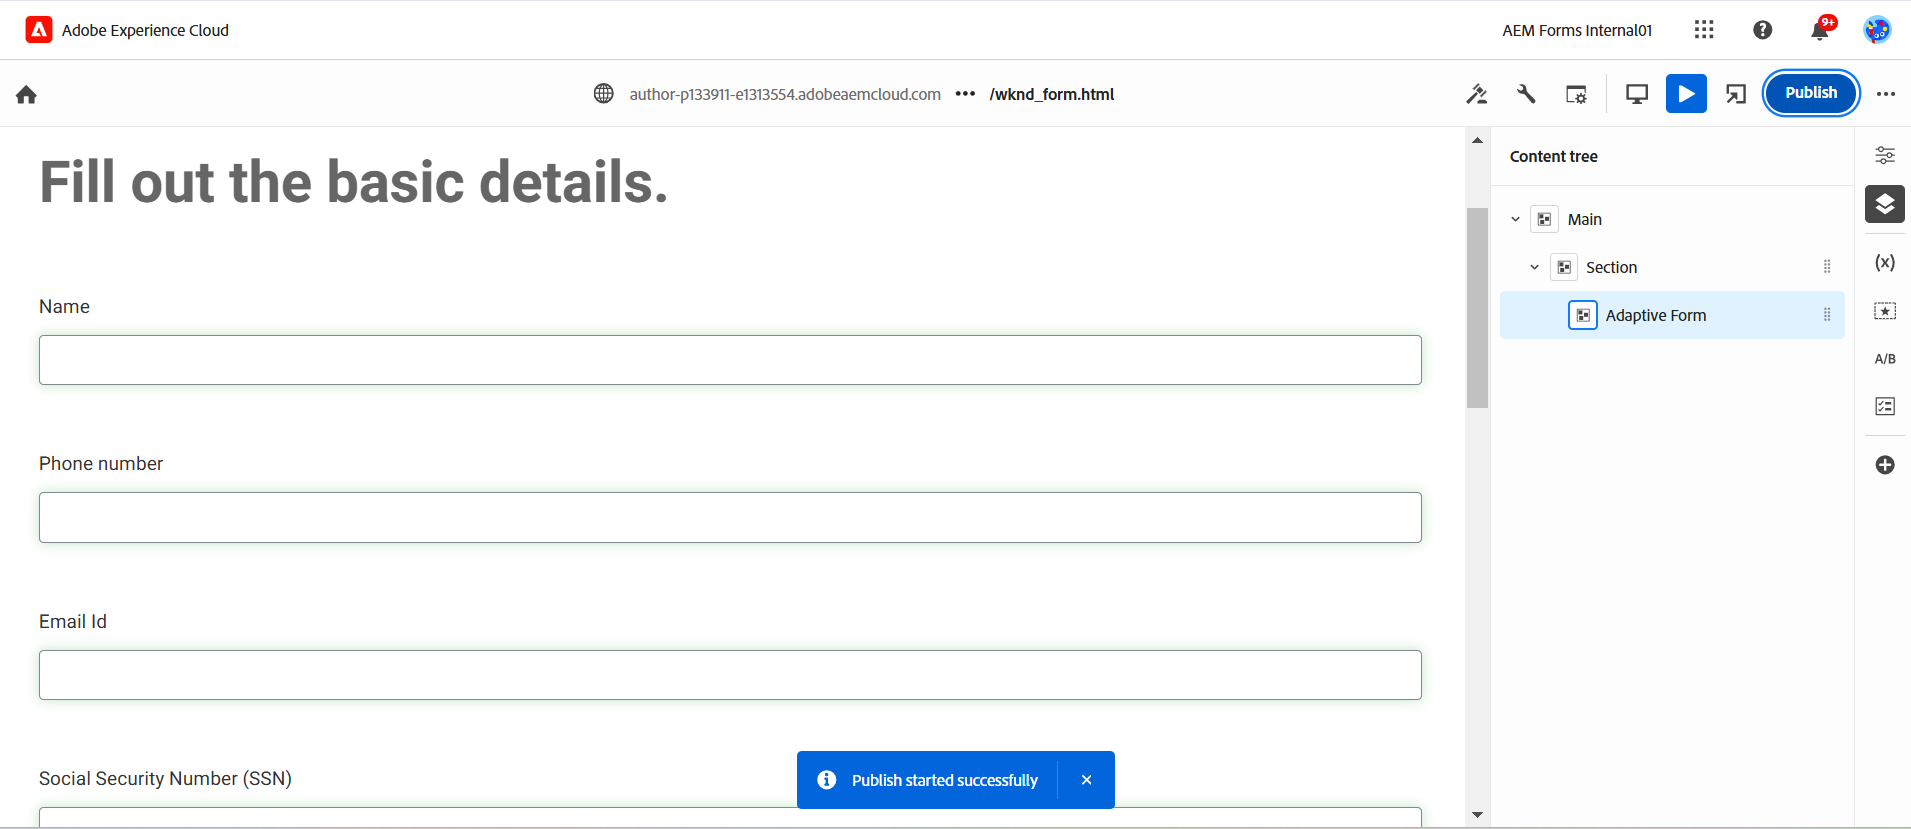 Adobe Experience Cloud
AEM Forms Internal01
9+
author-p133911-e1313554.adobeaemcloud.com ••• /wknd_form.html
Publish
Fill out the basic details.
Name
Phone number
Email Id
Social Security Number (SSN)
Publish started successfully
Content tree
Main
Section
Adaptive Form
(x)
A/B